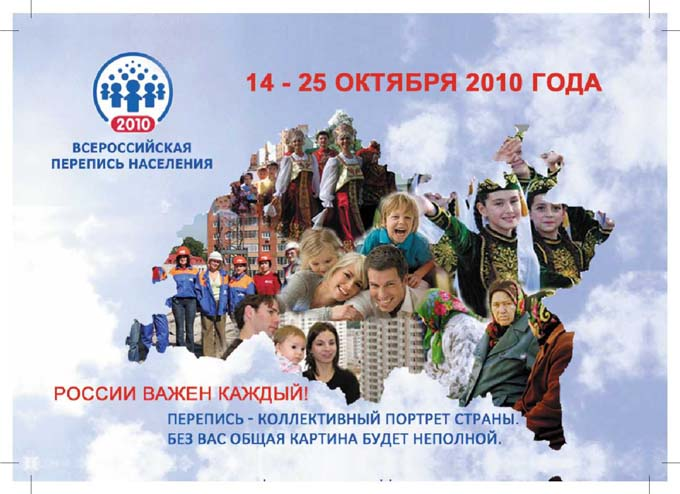 14 - 25 ОКТЯБРЯ 2010 ГОДА
2010
ВСЕРОССИЙСКАЯ
ПЕРЕПИСЬ НАСЕЛЕНИЯ
РОССИИ ВАЖЕН КАЖДЫЙ!
ПЕРЕПИСЬ - КОЛЛЕКТИВНЫЙ ПОРТРЕТ СТРАНЫ.
БЕЗ ВАС ОБЩАЯ КАРТИНА БУДЕТ НЕПОЛНОЙ.